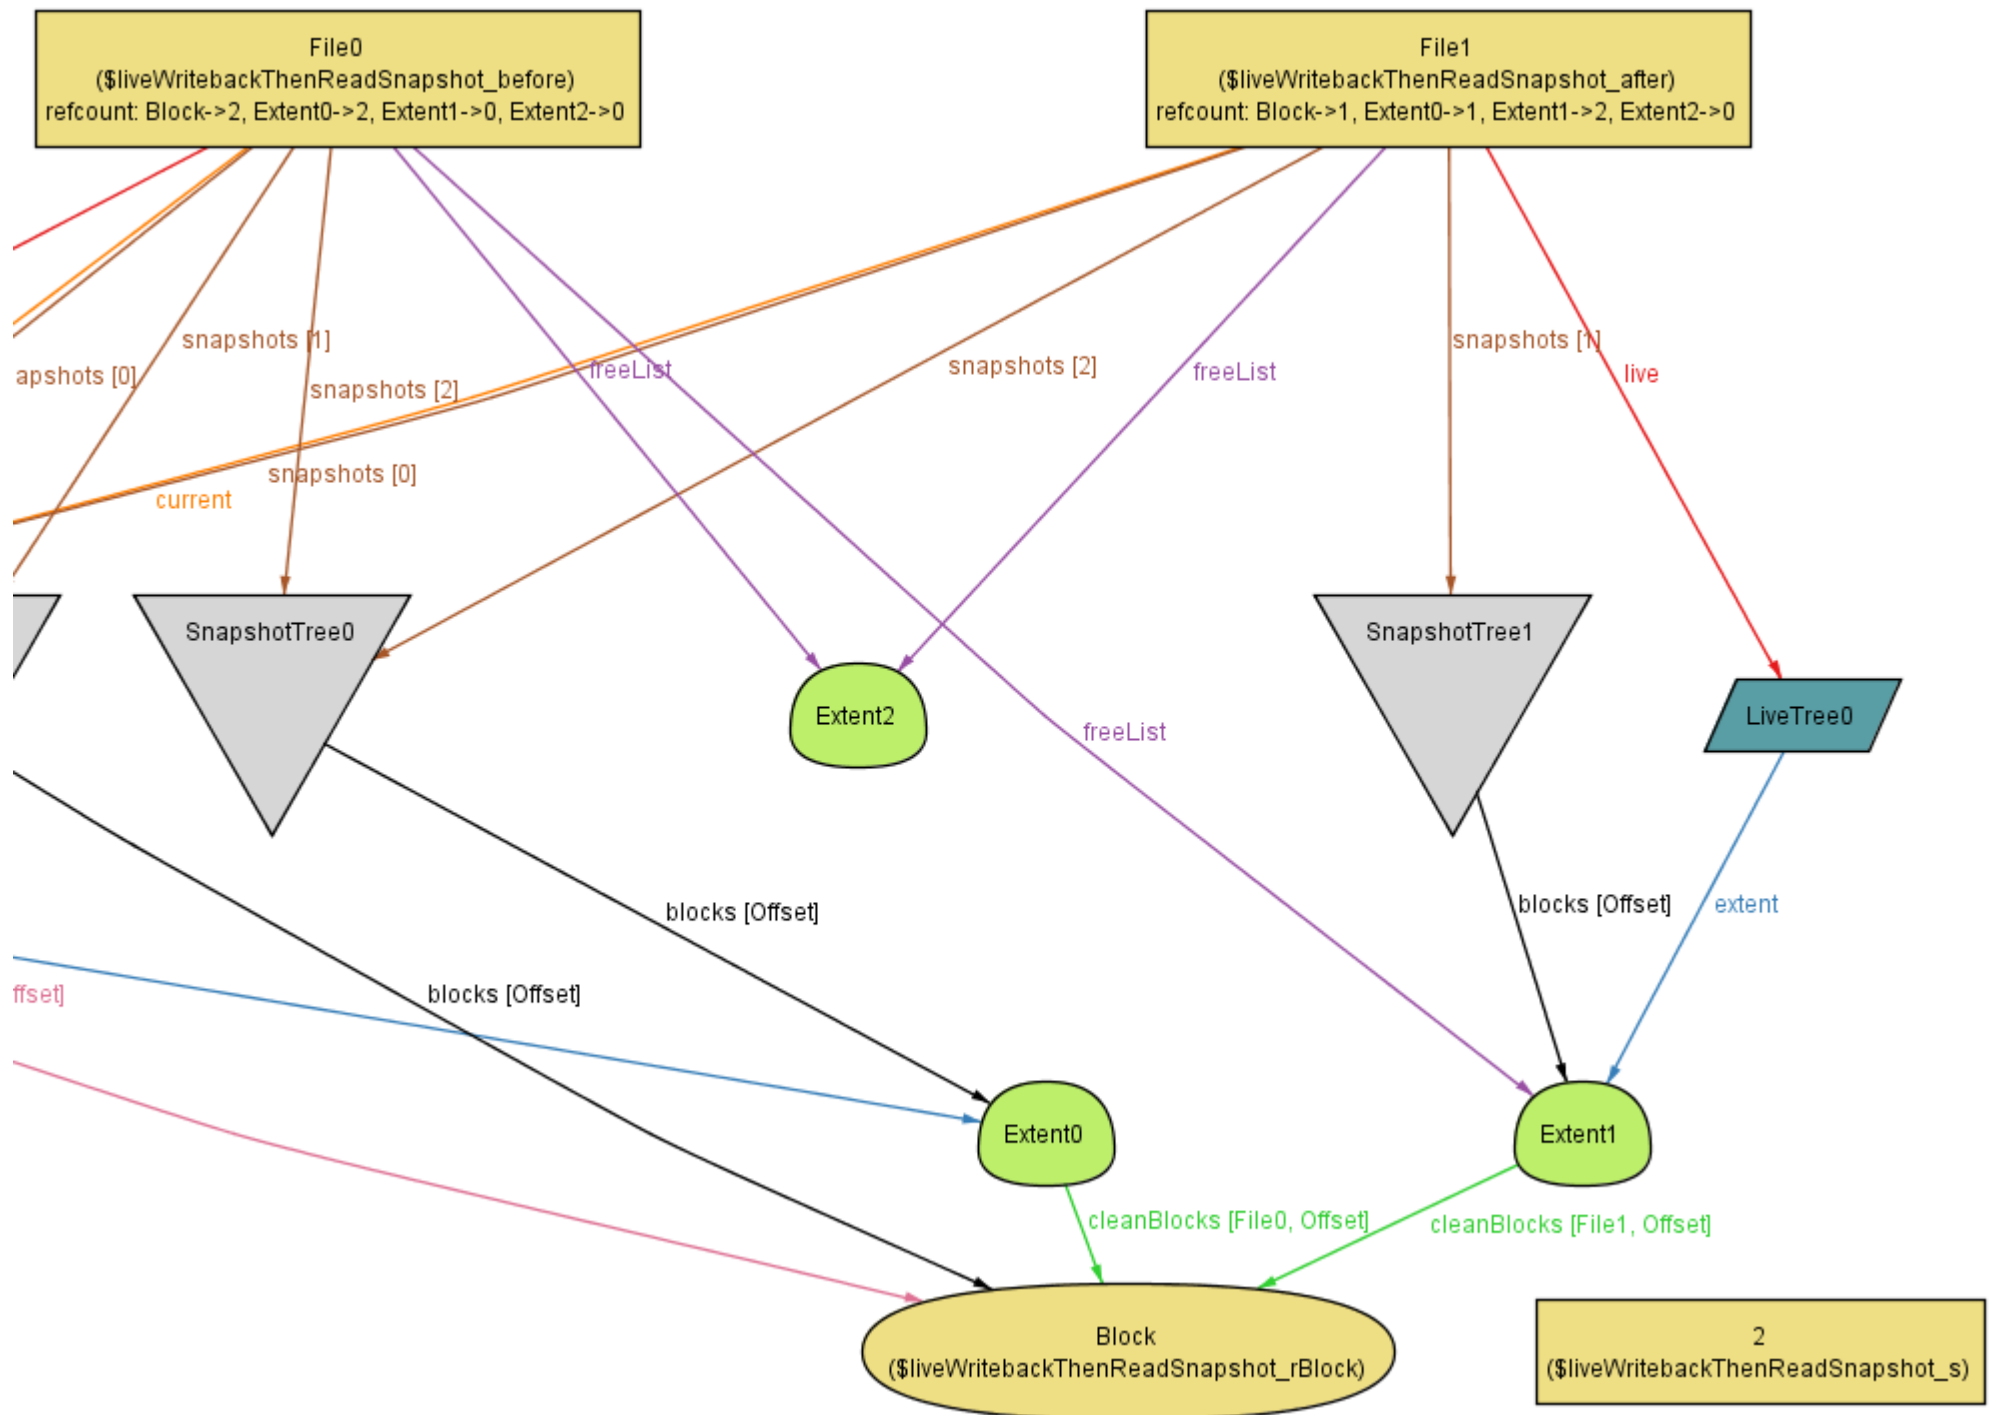 File0
($liveWritebackThenReadSnapshot_before)
refcount: Block->2, Extent0->2, Extent1->0, Extent2->0
File1
($liveWritebackThenReadSnapshot_after)
refcount: Block->1, Extent0->1, Extent1->2, Extent2->0
snapshots [1]
snapshots [1]
apshots [0]
snapshots [2]
freeList
snapshots [2]
freeList
live
snapshots [0]
current
SnapshotTree0
SnapshotTree1
Extent2
LiveTree0
freeList
blocks [Offset]
blocks [Offset]
extent
ffset]
blocks [Offset]
Extent0
Extent1
cleanBlocks [File0, Offset]
cleanBlocks [File1, Offset]
Block
($liveWritebackThenReadSnapshot_rBlock)
2
($liveWritebackThenReadSnapshot_s)